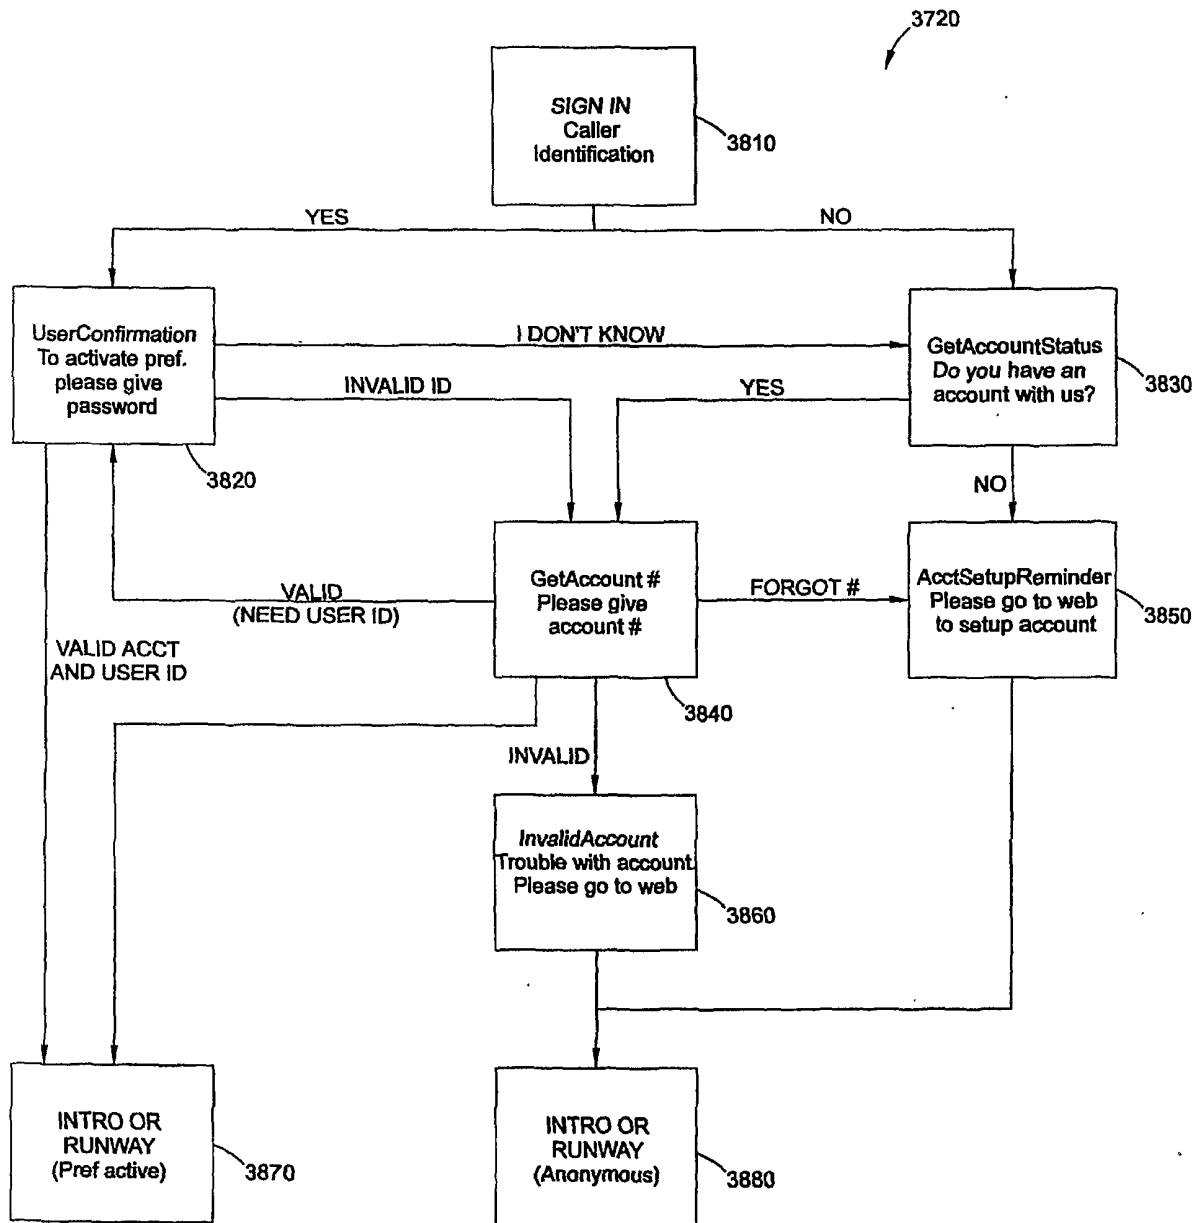 3720
SIGN IN
Caller
Identification
3810
YES
NO
UserConfirmation
To activate pref.
please give
password
3820
I DON'T KNOW
INVALID ID
YES
GetAccountStatus
Do you have an
account with us?
3830
NO
VALID
(NEED USER ID)
GetAccount #
Please give
account #
3840
FORGOT #
AcctSetupReminder
Please go to web
to setup account
3850
VALID ACCT
AND USER ID
INVALID
InvalidAccount
Trouble with account.
Please go to web
3860
INTRO OR
RUNWAY
(Pref active)
3870
INTRO OR
RUNWAY
(Anonymous)
3880